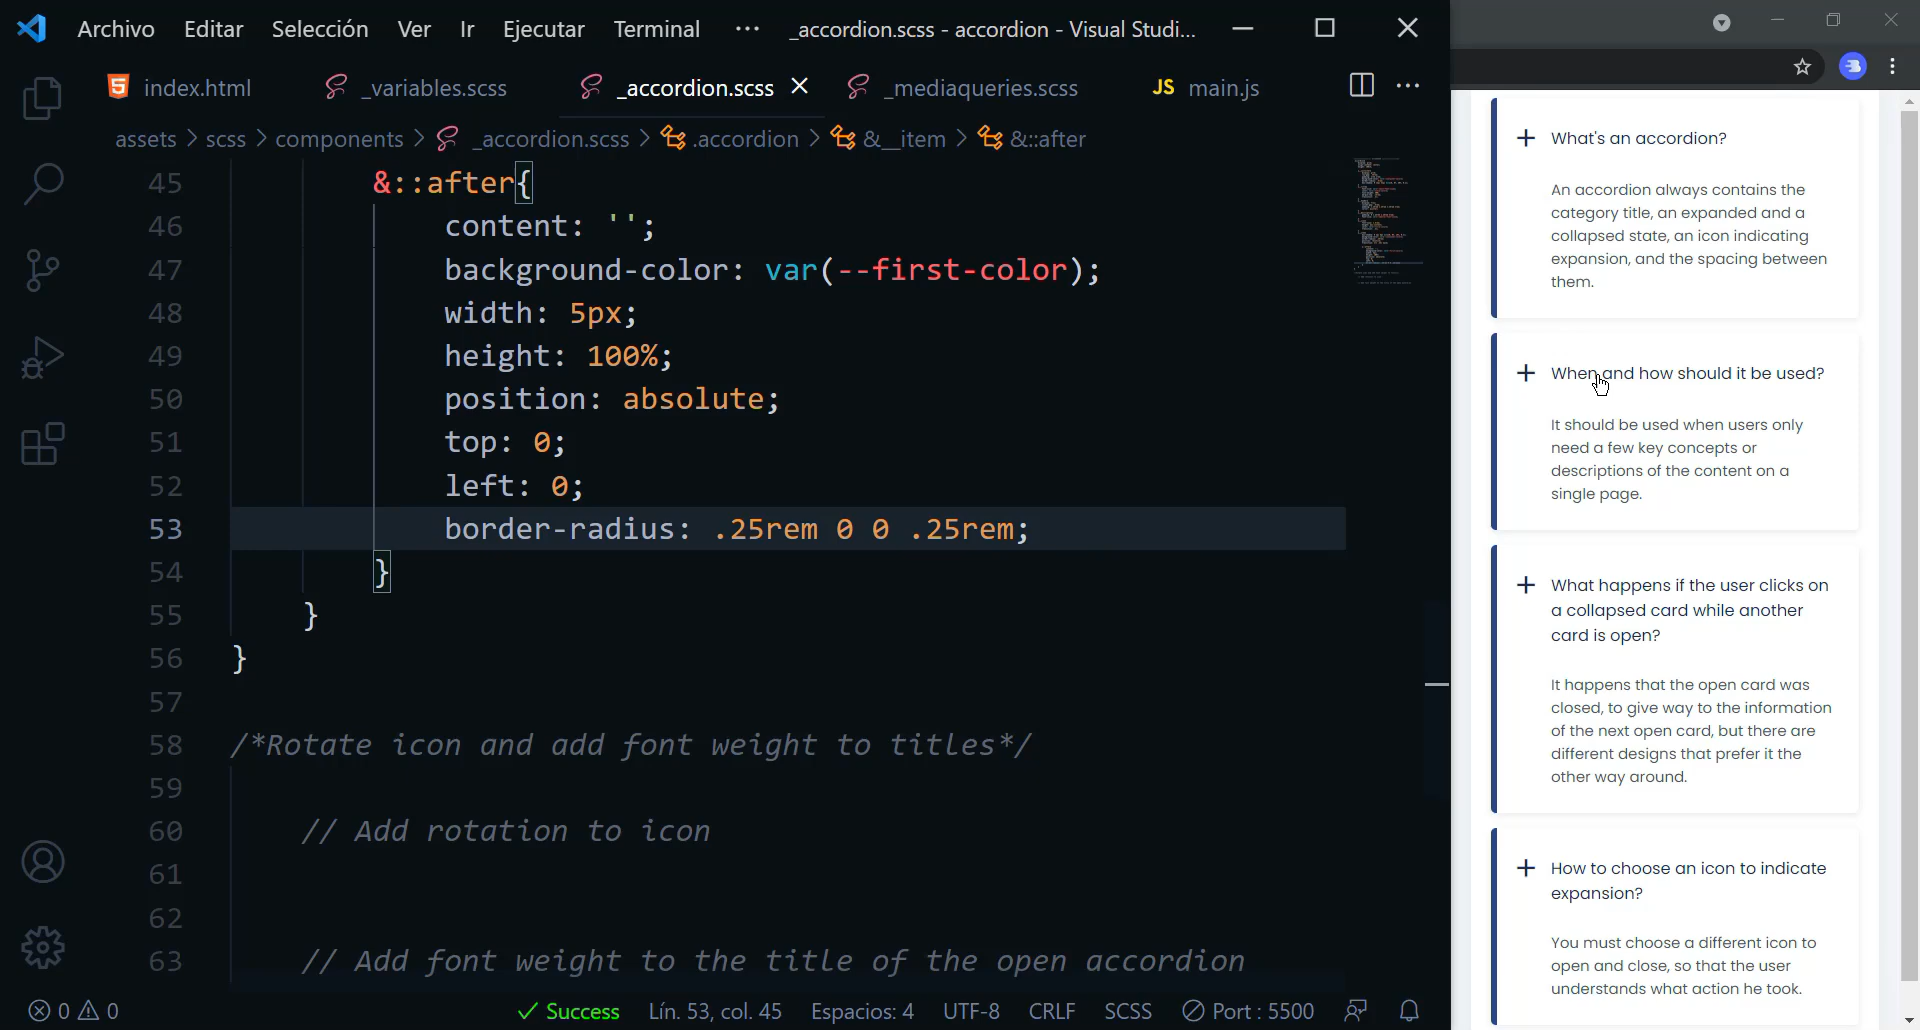 Archivo Editar Selección Ver Ir Ejecutar Terminal ··· _accordion.scss - accordion - Visual Studi...
index.html _variables.scss _accordion.scss _mediaqueries.scss JS main.js
assets > scss > components > _accordion.scss > .accordion > &__item > &::after
45 &::after{
46 content: '';
47 background-color: var(--first-color);
48 width: 5px;
49 height: 100%;
50 position: absolute;
51 top: 0;
52 left: 0;
53 border-radius: .25rem 0 0 .25rem;
54 }
55 }
56 }
57
58 /*Rotate icon and add font weight to titles*/
59
60 // Add rotation to icon
61
62
63 // Add font weight to the title of the open accordion
0 0 Success Lín. 53, col. 45 Espacios: 4 UTF-8 CRLF SCSS Port : 5500
What's an accordion?
An accordion always contains the
category title, an expanded and a
collapsed state, an icon indicating
expansion, and the spacing between
them.
When and how should it be used?
It should be used when users only
need a few key concepts or
descriptions of the content on a
single page.
What happens if the user clicks on
a collapsed card while another
card is open?
It happens that the open card was
closed, to give way to the information
of the next open card, but there are
different designs that prefer it the
other way around.
How to choose an icon to indicate
expansion?
You must choose a different icon to
open and close, so that the user
understands what action he took.